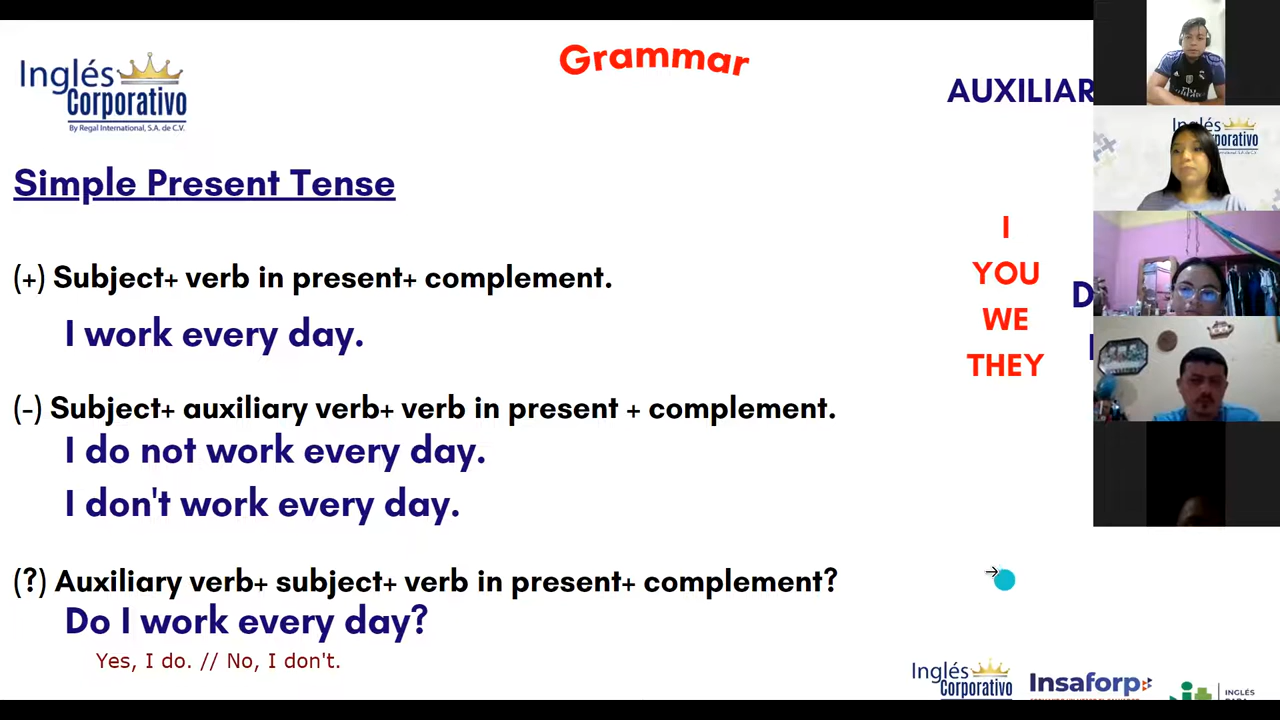 Grammar
Inglés
Corporativo
By Regal International, S.A. de C.V.
AUXILIAR
Simple Present Tense
(+) Subject+ verb in present+ complement.
I work every day.
(-) Subject+ auxiliary verb+ verb in present + complement.
I do not work every day.
I don't work every day.
(?) Auxiliary verb+ subject+ verb in present+ complement?
Do I work every day?
Yes, I do. // No, I don't.
I
YOU
WE
THEY
D
Inglés
Corporativo
Insaforp
INGLÉS
Inglés
orporativo